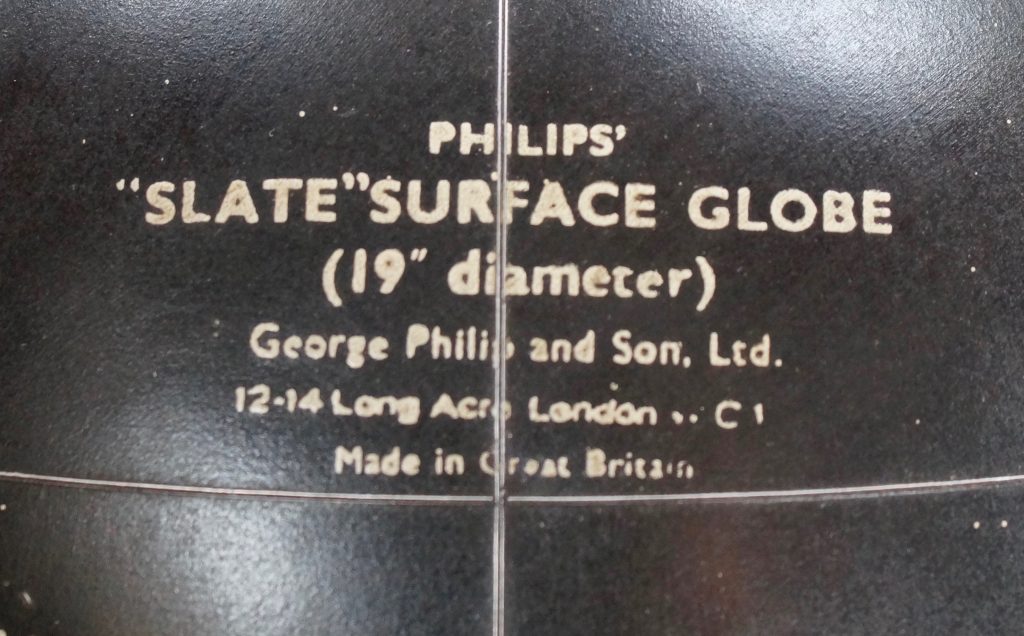 PHILIPS'
"SLATE" SURFACE GLOBE
(19" diameter)
George Philip and Son, Ltd.
12-14 Long Acre London C 1
Made in Great Britain